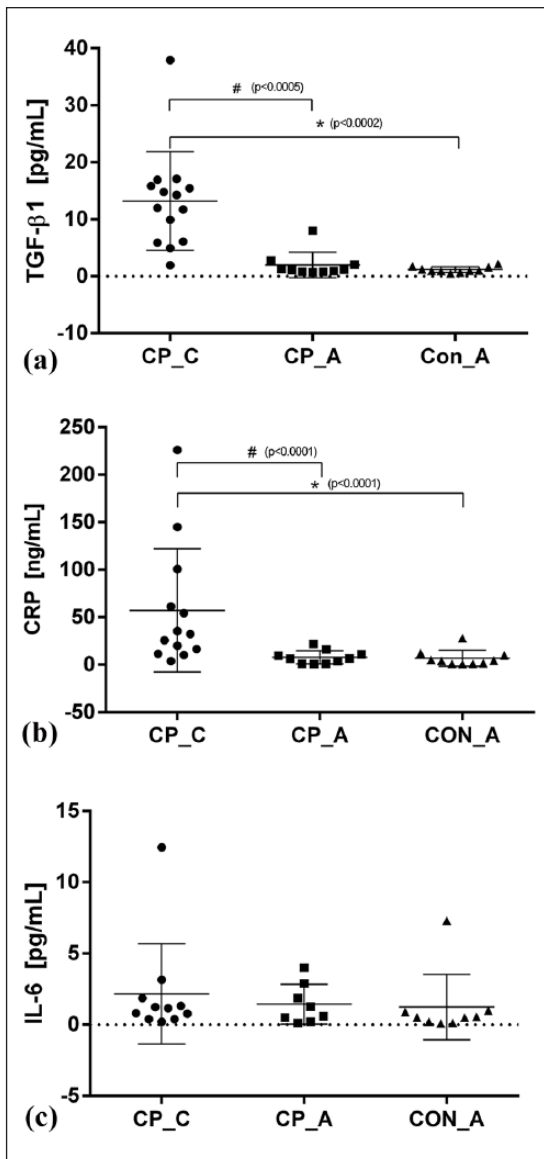 40
# (p<0.0005)
30
* (p<0.0002)
20
10
0
-10
TGF-β1 [pg/mL]
(a)
CP_C CP_A Con_A
250
# (p<0.0001)
200
* (p<0.0001)
150
100
50
0
-50
CRP [ng/mL]
(b)
CP_C CP_A CON_A
15
10
5
0
-5
IL-6 [pg/mL]
(c)
CP_C CP_A CON_A